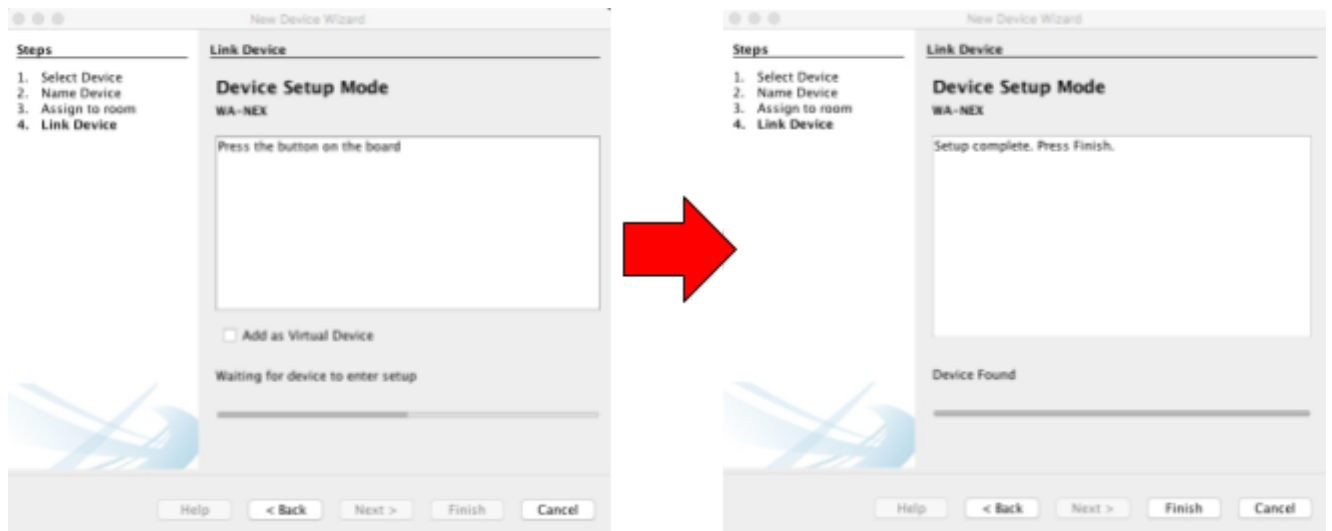 New Device Wizard
Steps
1. Select Device
2. Name Device
3. Assign to room
4. Link Device
Link Device
Device Setup Mode
WA-NEX
Press the button on the board
Add as Virtual Device
Waiting for device to enter setup
Help
< Back
Next >
Finish
Cancel
New Device Wizard
Steps
1. Select Device
2. Name Device
3. Assign to room
4. Link Device
Link Device
Device Setup Mode
WA-NEX
Setup complete. Press Finish.
Device Found
Help
< Back
Next >
Finish
Cancel